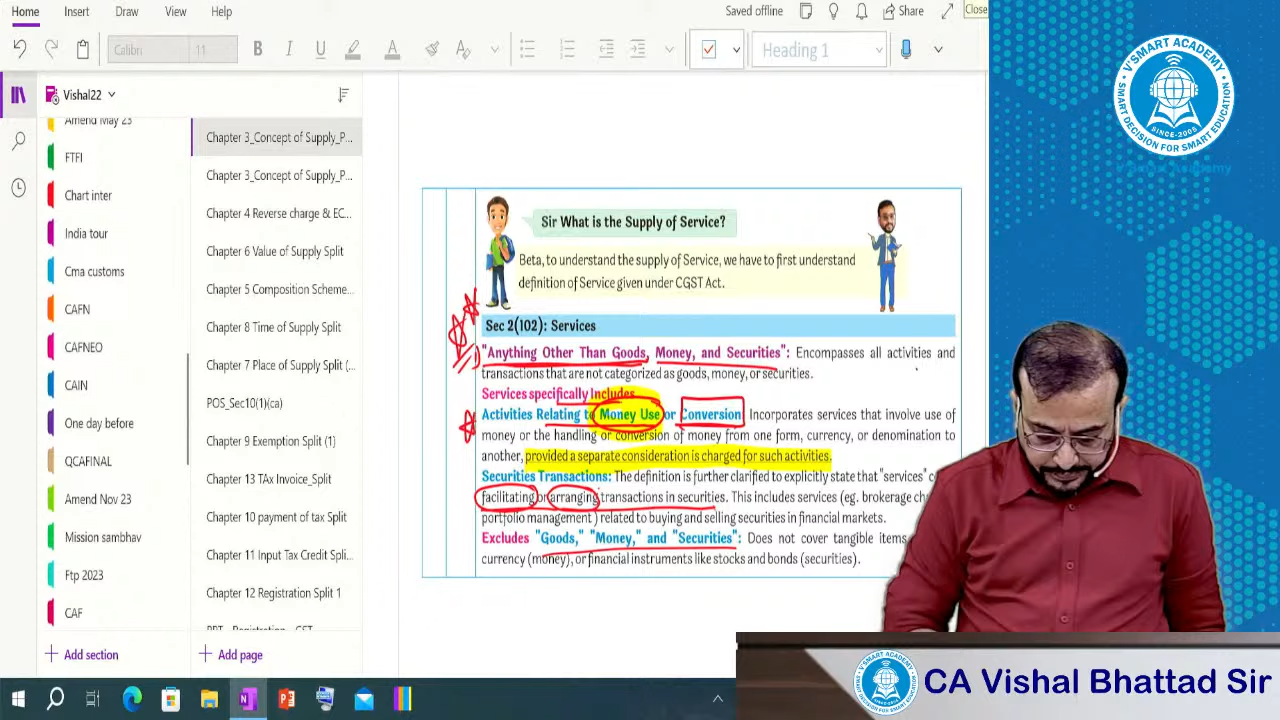 Home Insert Draw View Help Saved offline Share Close
Calibri 11 B I U A Heading 1
Vishal22
Amend May 23
FTFI
Chart inter
India tour
Cma customs
CAFN
CAFNEO
CAIN
One day before
QCAFINAL
Amend Nov 23
Mission sambhav
Ftp 2023
CAF
Add section
Chapter 3_Concept of Supply_P...
Chapter 3_Concept of Supply_P...
Chapter 4 Reverse charge & EC...
Chapter 6 Value of Supply Split
Chapter 5 Composition Scheme...
Chapter 8 Time of Supply Split
Chapter 7 Place of Supply Split (...
POS_Sec10(1)(ca)
Chapter 9 Exemption Split (1)
Chapter 13 TAx Invoice_Split
Chapter 10 payment of tax Split
Chapter 11 Input Tax Credit Spli...
Chapter 12 Registration Split 1
PPT - Registration - GST
Add page
Sir What is the Supply of Service?
Beta, to understand the supply of Service, we have to first understand
definition of Service given under CGST Act.
Sec 2(102): Services
"Anything Other Than Goods, Money, and Securities": Encompasses all activities and
transactions that are not categorized as goods, money, or securities.
Services specifically Includes
Activities Relating to Money Use or Conversion Incorporates services that involve use of
money or the handling or conversion of money from one form, currency, or denomination to
another, provided a separate consideration is charged for such activities.
Securities Transactions: The definition is further clarified to explicitly state that "services"
facilitating or arranging transactions in securities. This includes services (eg. brokerage
portfolio management ) related to buying and selling securities in financial markets.
Excludes "Goods," "Money," and "Securities": Does not cover tangible items
currency (money), or financial instruments like stocks and bonds (securities).
V'SMART ACADEMY
SINCE-2008
SMART DECISION FOR SMART EDUCATION
V'Smart Academy
CA Vishal Bhattad Sir